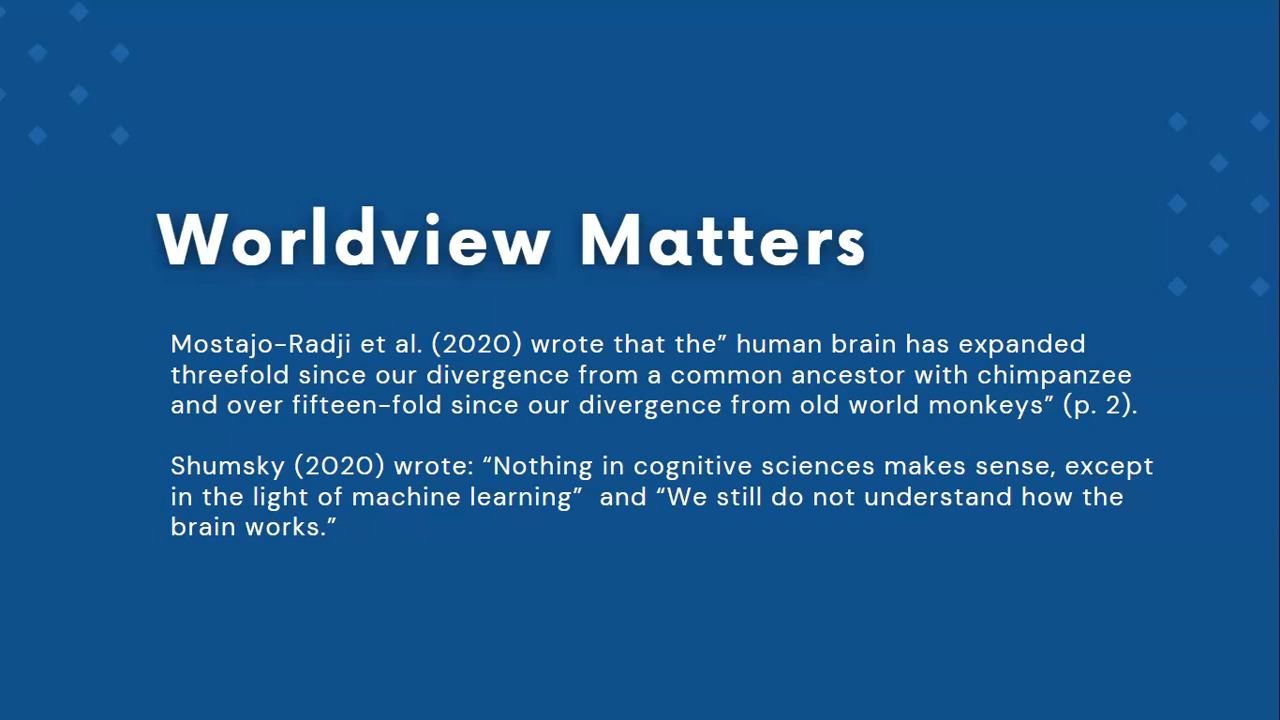 Worldview Matters
Mostajo-Radji et al. (2020) wrote that the” human brain has expanded
threefold since our divergence from a common ancestor with chimpanzee
and over fifteen-fold since our divergence from old world monkeys” (p. 2).
Shumsky (2020) wrote: “Nothing in cognitive sciences makes sense, except
in the light of machine learning”  and “We still do not understand how the
brain works.”